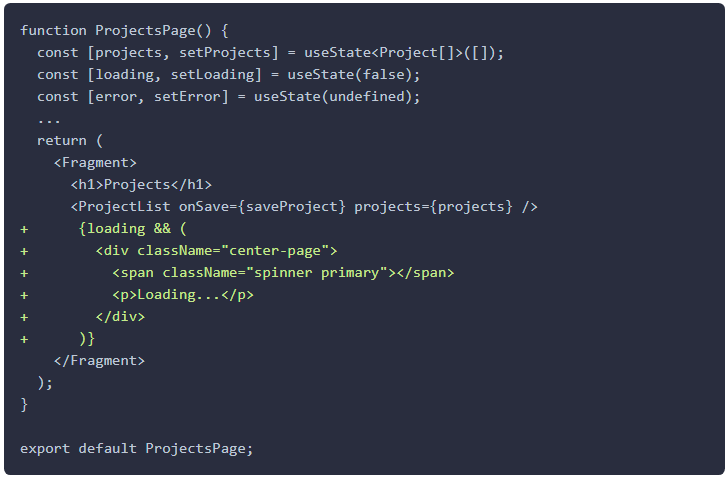 function ProjectsPage() {
  const [projects, setProjects] = useState<Project[]>([]);
  const [loading, setLoading] = useState(false);
  const [error, setError] = useState(undefined);
  ...
  return (
    <Fragment>
      <h1>Projects</h1>
      <ProjectList onSave={saveProject} projects={projects} />
+      {loading && (
+        <div className="center-page">
+          <span className="spinner primary"></span>
+          <p>Loading...</p>
+        </div>
+      )}
    </Fragment>
  );
}

export default ProjectsPage;